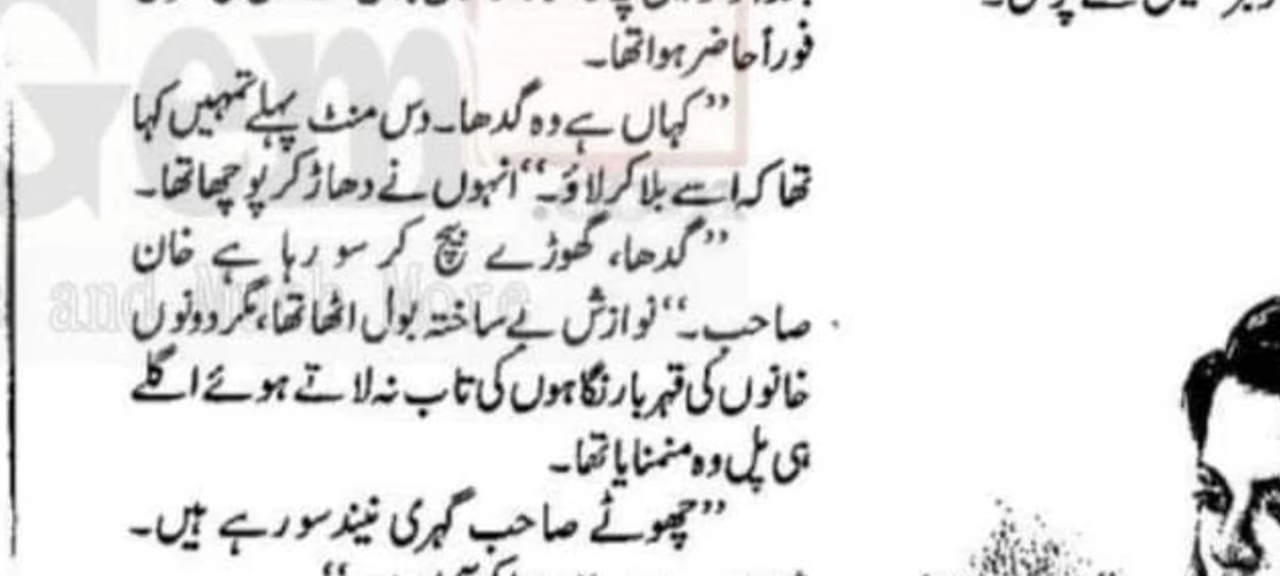 فوراً حاضر ہوا تھا۔
”کہاں ہے وہ گدھا۔ دس منٹ پہلے تمہیں کہا
تھا کہ اسے بلا کر لاؤ۔“ انہوں نے دھاڑ کر پوچھا تھا۔
”گدھا، گھوڑے بیچ کر سو رہا ہے خان
صاحب۔“ نوازش بے ساختہ بول اٹھا تھا، مگر دونوں
خانوں کی قہر بار نگاہوں کی تاب نہ لاتے ہوئے اگلے
ہی پل وہ منمنایا تھا۔
”چھوٹے صاحب گہری نیند سو رہے ہیں۔
and Much More